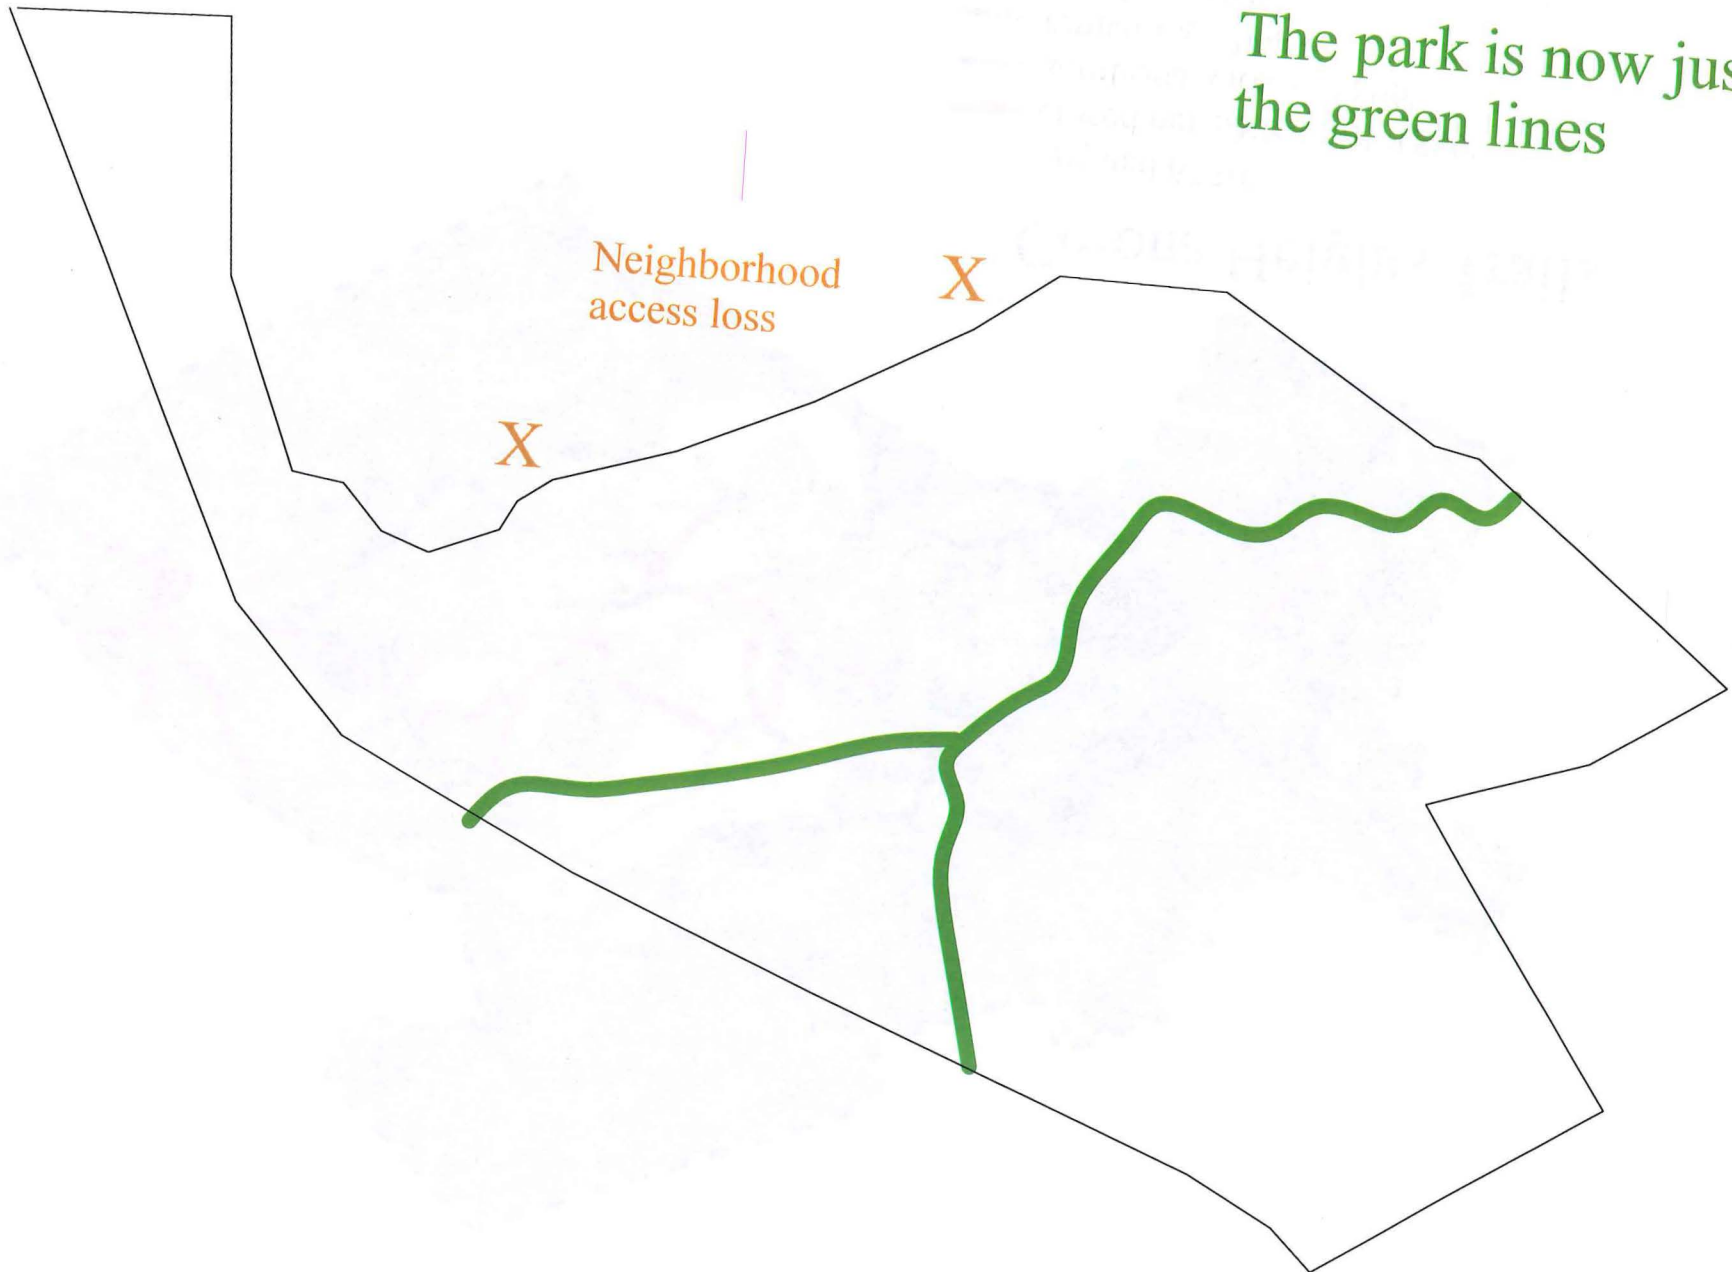 The park is now jus
the green lines
Neighborhood
access loss
X
X